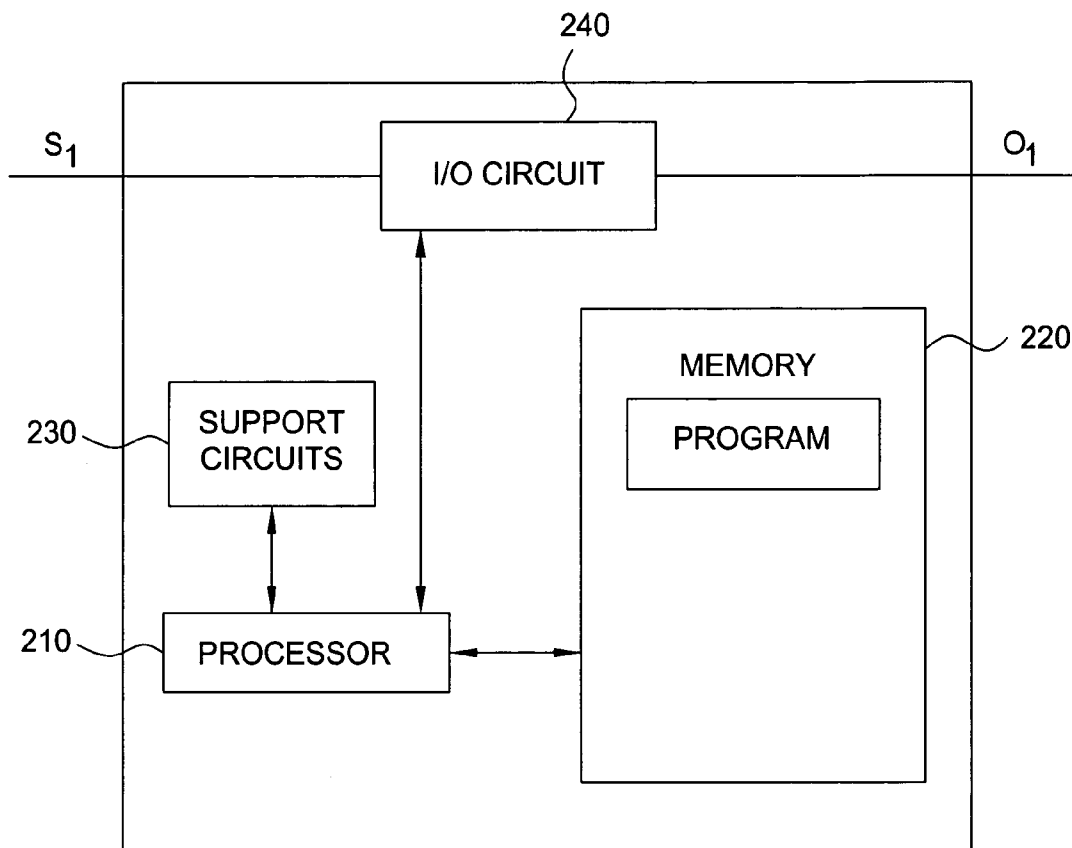 240
S1
I/O CIRCUIT
O1
220
MEMORY
PROGRAM
230
SUPPORT
CIRCUITS
210
PROCESSOR